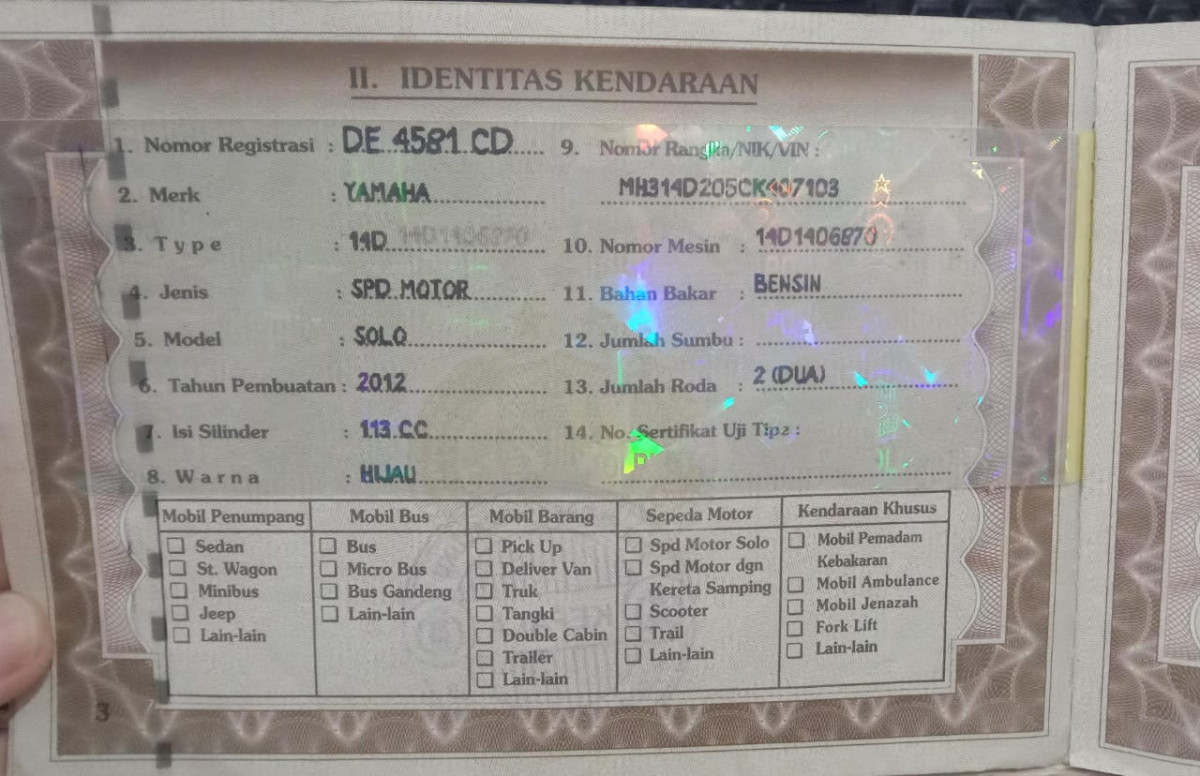 II. IDENTITAS KENDARAAN
1. Nomor Registrasi : DE 4581 CD
2. Merk : YAMAHA
3. Type : 14D 14D1406870
4. Jenis : SPD. MOTOR
5. Model : SOLO
6. Tahun Pembuatan : 2012
7. Isi Silinder : 113 CC
8. Warna : HIJAU
9. Nomor Rangka/NIK/VIN :
MH314D205CK407103
10. Nomor Mesin : 14D1406870
11. Bahan Bakar : BENSIN
12. Jumlah Sumbu :
13. Jumlah Roda : 2 (DUA)
14. No. Sertifikat Uji Tipe :
Mobil Penumpang
Sedan
St. Wagon
Minibus
Jeep
Lain-lain
Mobil Bus
Bus
Micro Bus
Bus Gandeng
Lain-lain
Mobil Barang
Pick Up
Deliver Van
Truk
Tangki
Double Cabin
Trailer
Lain-lain
Sepeda Motor
Spd Motor Solo
Spd Motor dgn
Kereta Samping
Scooter
Trail
Lain-lain
Kendaraan Khusus
Mobil Pemadam
Kebakaran
Mobil Ambulance
Mobil Jenazah
Fork Lift
Lain-lain
3